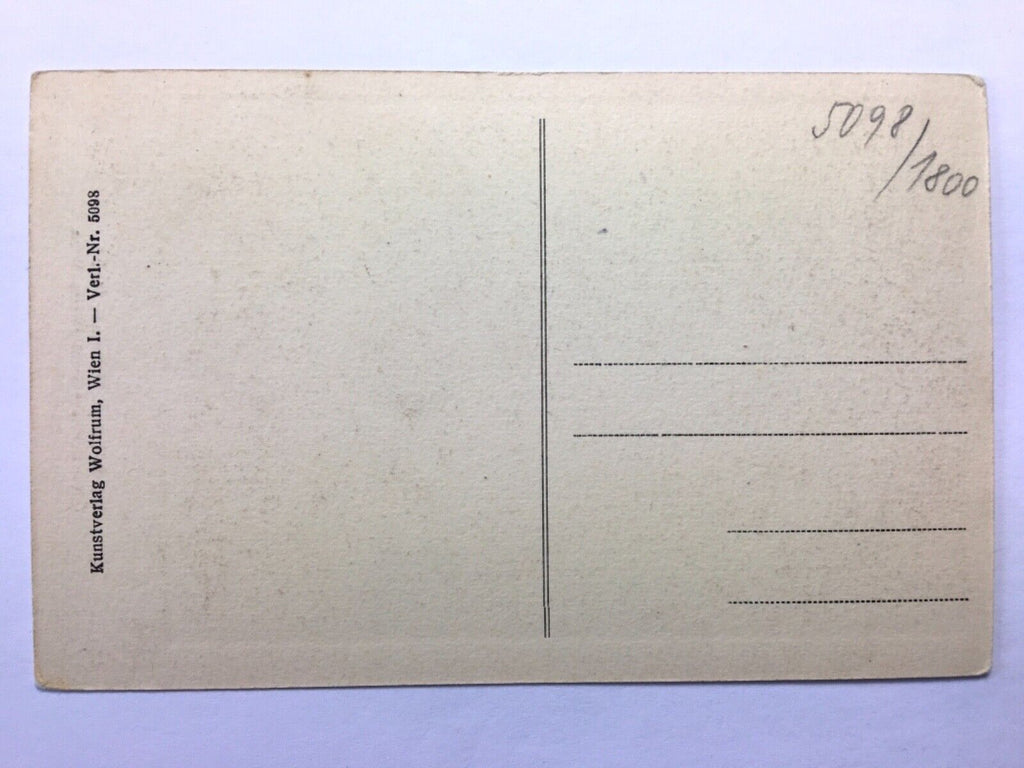 Kunstverlag Wolfrum, Wien I. — Verl.-Nr. 5098
5098
/1800